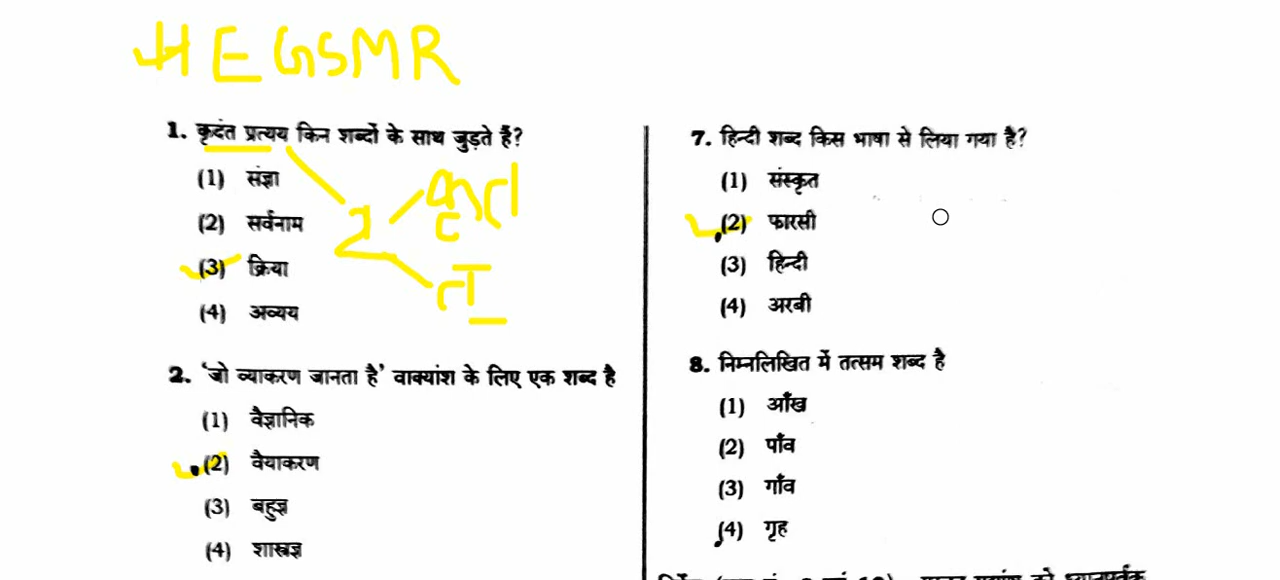 HEGSMR
1. कृदंत प्रत्यय किन शब्दों के साथ जुड़ते हैं?
(1) संज्ञा
(2) सर्वनाम
(3) क्रिया
(4) अव्यय
2
कृत
त
2. 'जो व्याकरण जानता है' वाक्यांश के लिए एक शब्द है
(1) वैज्ञानिक
(2) वैयाकरण
(3) बहुज्ञ
(4) शास्त्रज्ञ
7. हिन्दी शब्द किस भाषा से लिया गया है?
(1) संस्कृत
(2) फारसी
(3) हिन्दी
(4) अरबी
8. निम्नलिखित में तत्सम शब्द है
(1) आँख
(2) पाँव
(3) गाँव
(4) गृह